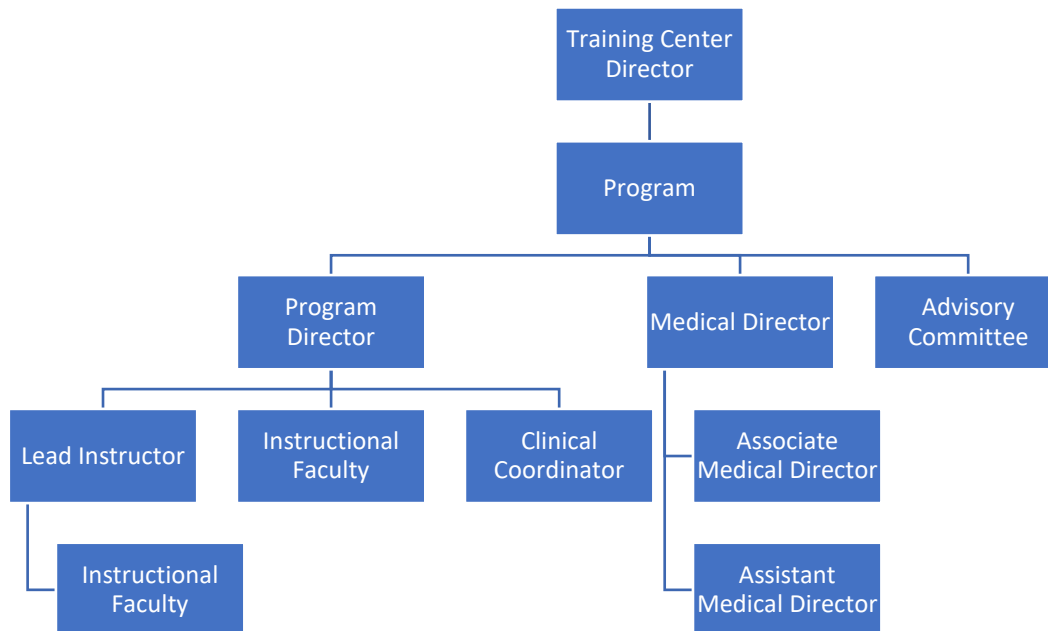 Training Center
Director
Program
Program
Director
Medical Director
Advisory
Committee
Lead Instructor
Instructional
Faculty
Clinical
Coordinator
Associate
Medical Director
Instructional
Faculty
Assistant
Medical Director